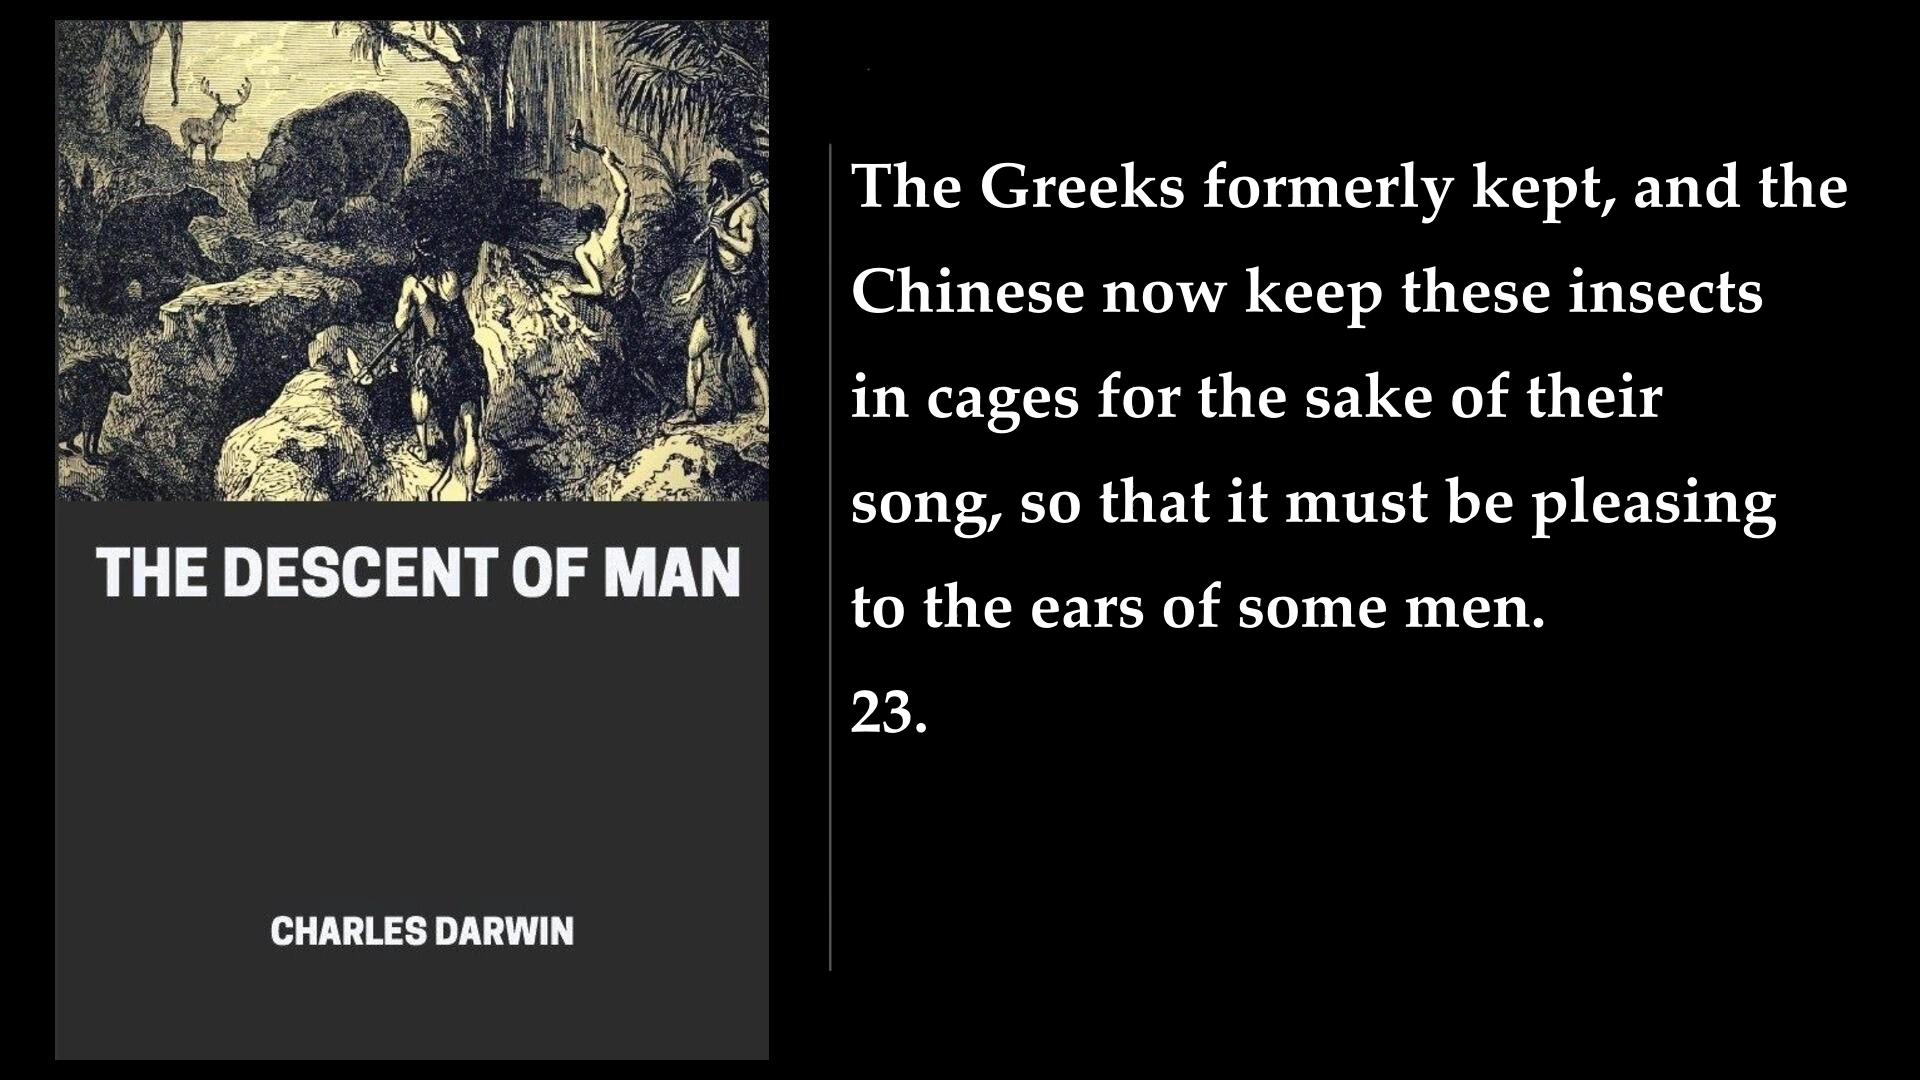 THE DESCENT OF MAN
CHARLES DARWIN
The Greeks formerly kept, and the
Chinese now keep these insects
in cages for the sake of their
song, so that it must be pleasing
to the ears of some men.
23.